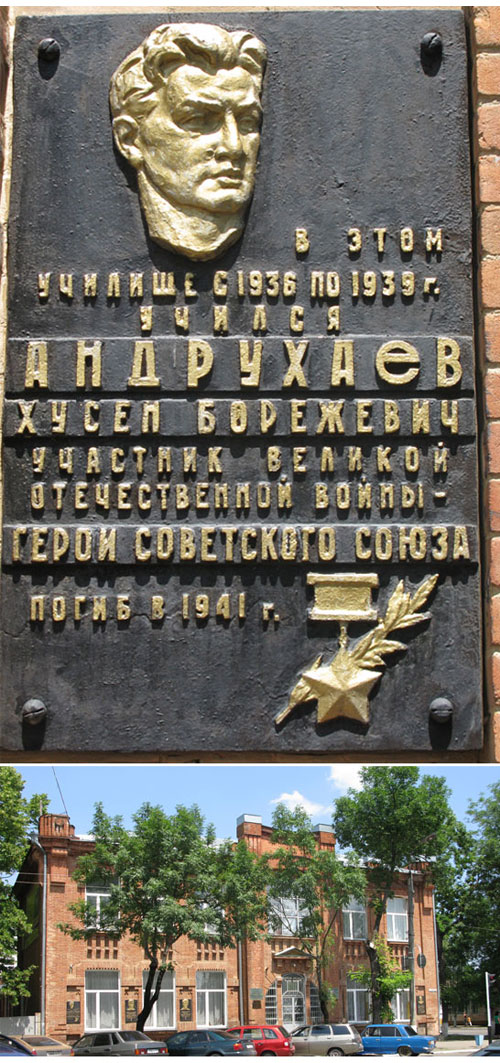 В ЭТОМ
УЧИЛИЩЕ С 1936 ПО 1939 г.
УЧИЛСЯ
АНДРУХАеВ
ХУСЕН БОРЕЖЕВИЧ
УЧАСТНИК ВЕЛИКОЙ
ОТЕЧЕСТВЕННОЙ ВОЙНЫ-
ГЕРОЙ СОВЕТСКОГО СОЮЗА
ПОГИБ В 1941 г.